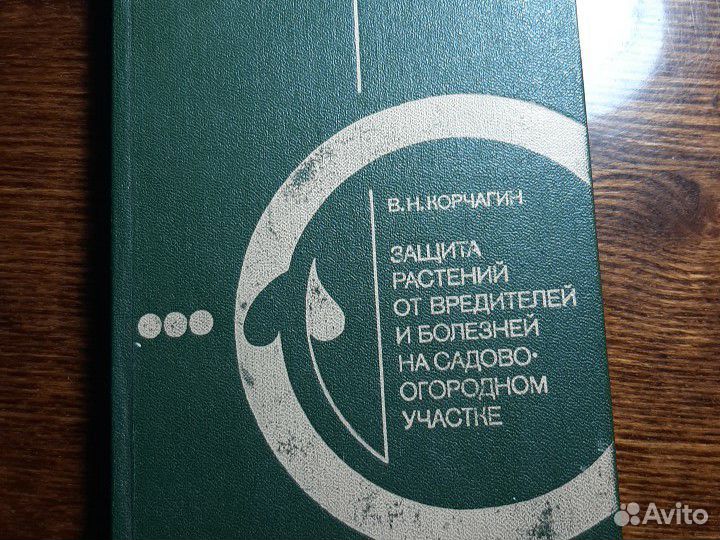 В.Н.КОРЧАГИН
ЗАЩИТА
РАСТЕНИЙ
ОТ ВРЕДИТЕЛЕЙ
И БОЛЕЗНЕЙ
НА САДОВО-
ОГОРОДНОМ
УЧАСТКЕ
Avito